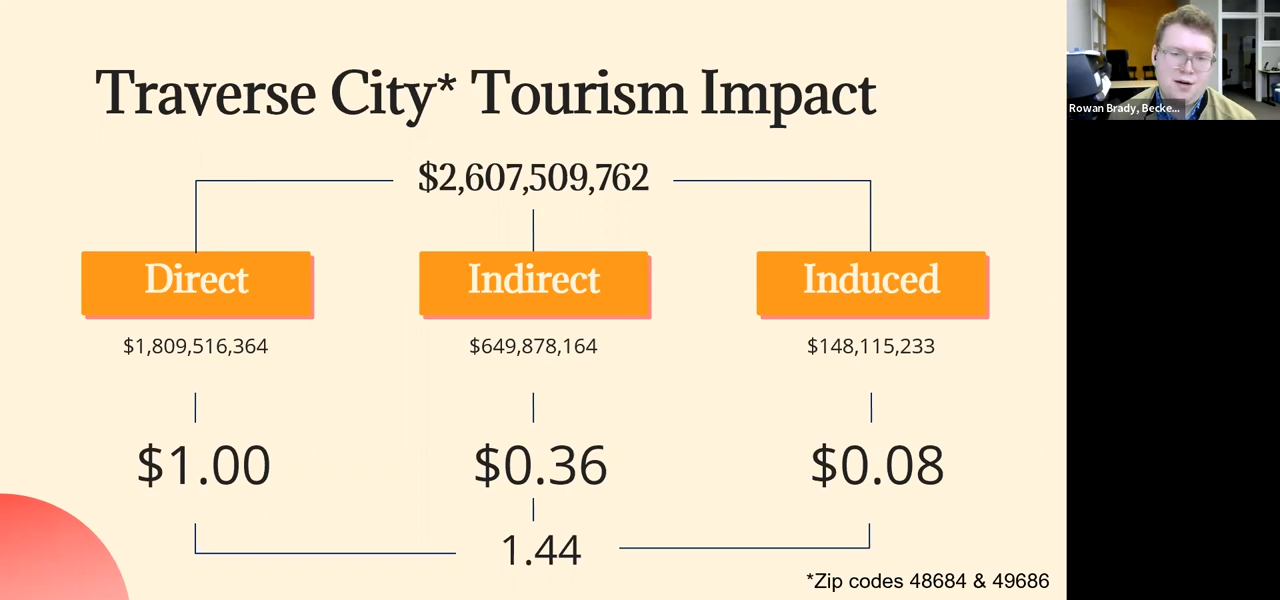 Traverse City* Tourism Impact
$2,607,509,762
Direct
Indirect
Induced
$1,809,516,364
$649,878,164
$148,115,233
$1.00
$0.36
$0.08
1.44
*Zip codes 48684 & 49686
Rowan Brady, Becke...